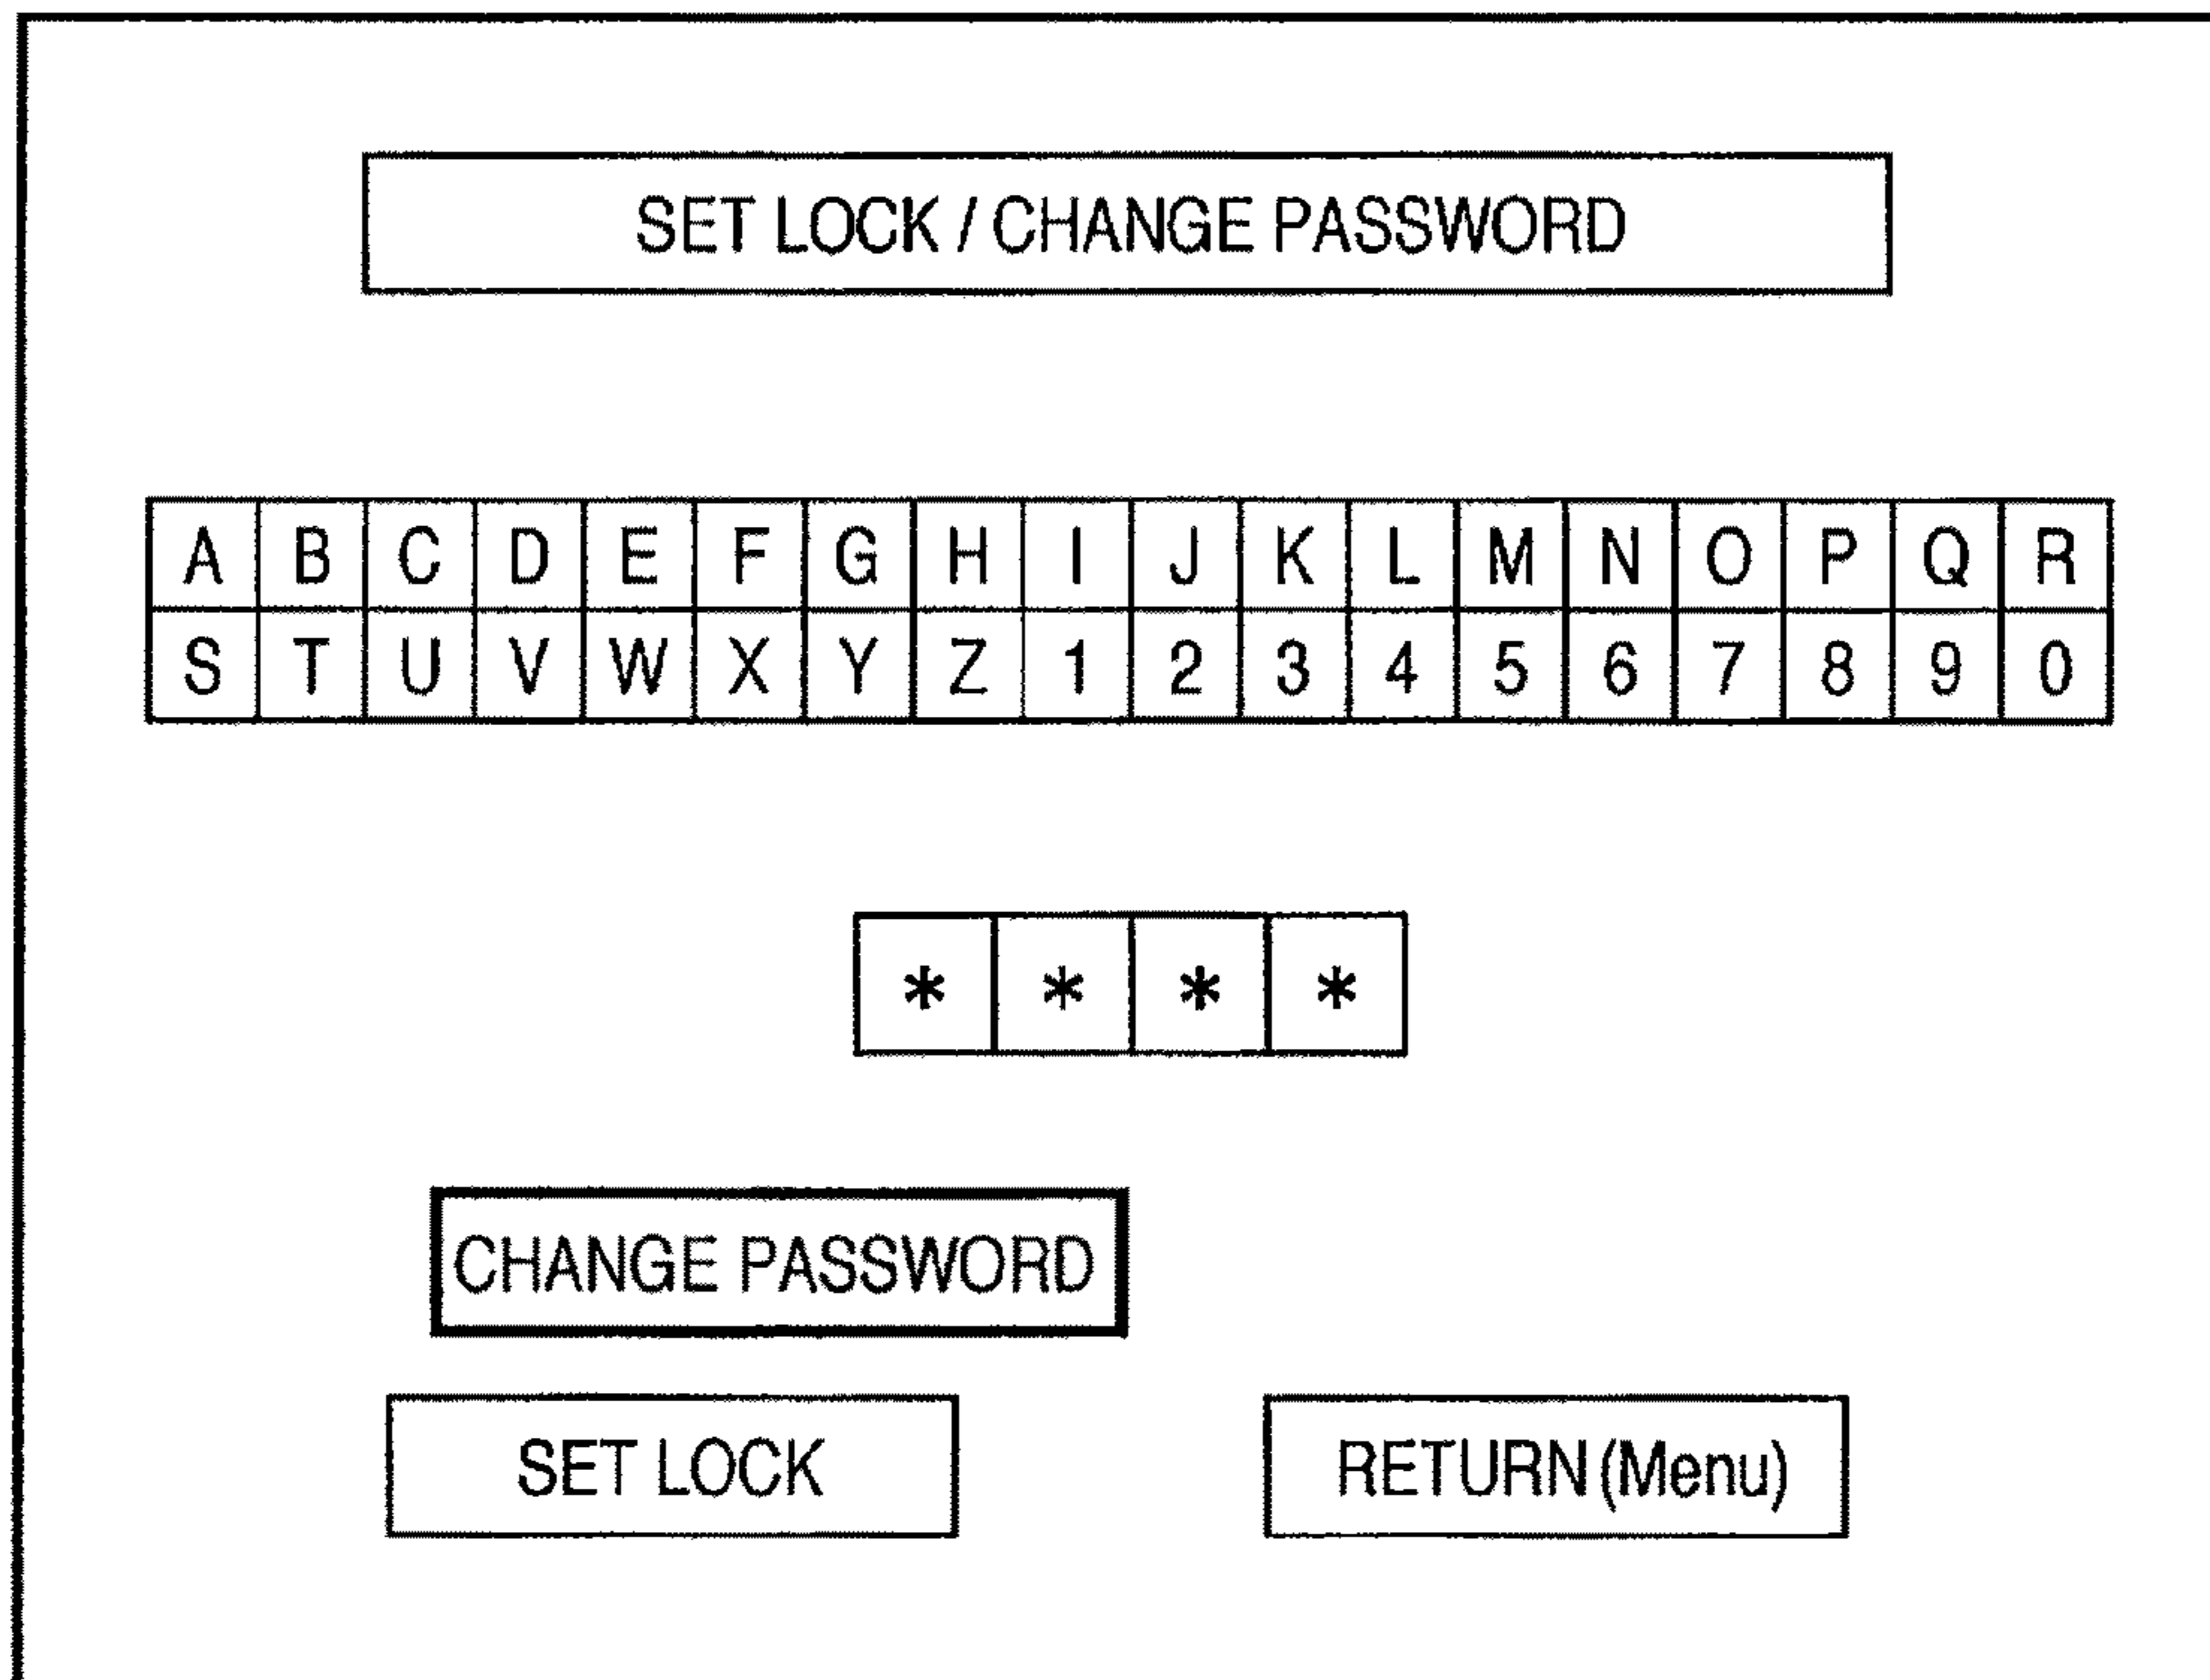 SET LOCK / CHANGE PASSWORD
A B C D E F G H I J K L M N O P Q R
S T U V W X Y Z 1 2 3 4 5 6 7 8 9 0
* * * *
CHANGE PASSWORD
SET LOCK RETURN (Menu)